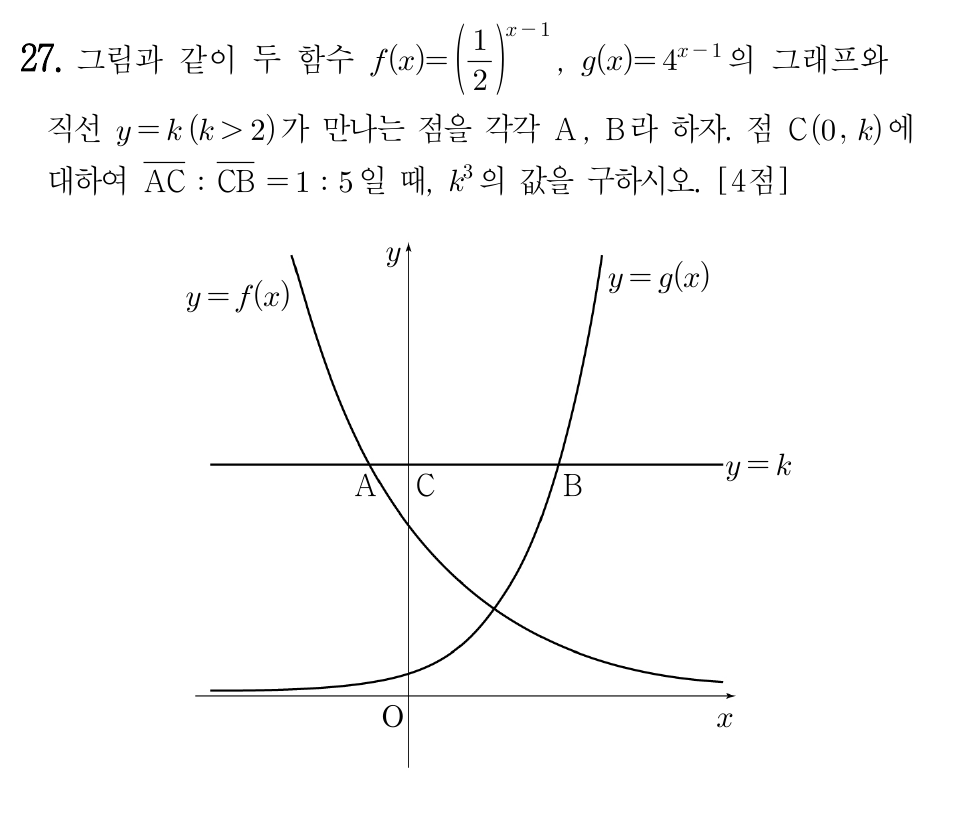 27. 그림과 같이 두 함수 f(x)=(1/2)^{x-1}, g(x)=4^{x-1}의 그래프와
직선 y=k(k>2)가 만나는 점을 각각 A, B라 하자. 점 C(0, k)에
대하여 \overline{AC} : \overline{CB} = 1 : 5일 때, k^3의 값을 구하시오. [4점]
y
y=f(x)
y=g(x)
y=k
A C B
O x